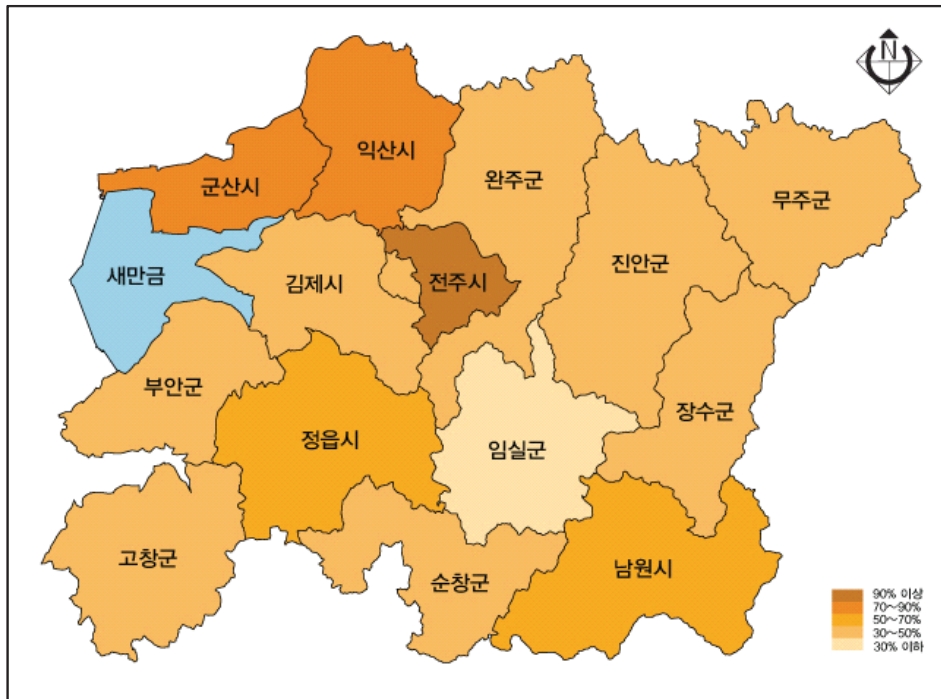 N
익산시
군산시
완주군
무주군
새만금
김제시
전주시
진안군
부안군
장수군
정읍시
임실군
고창군
순창군
남원시
90% 이상
70～90%
50～70%
30～50%
30% 이하